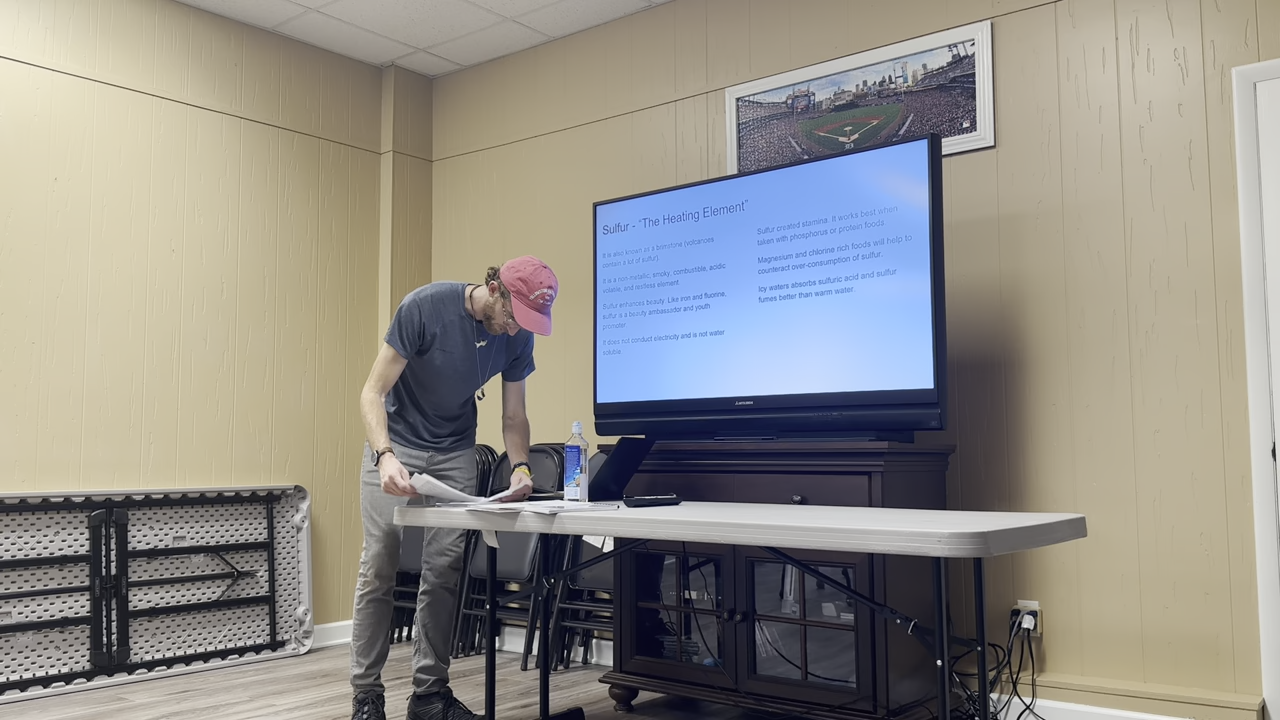 Sulfur - “The Heating Element”
It is also known as a brimstone (volcanoes
contain a lot of sulfur).
It is a non-metallic, smoky, combustible, acidic
volatile, and restless element.
Sulfur enhances beauty. Like iron and fluorine,
sulfur is a beauty ambassador and youth
promoter.
It does not conduct electricity and is not water
soluble.
Sulfur created stamina. It works best when
taken with phosphorus or protein foods.
Magnesium and chlorine rich foods will help to
counteract over-consumption of sulfur.
Icy waters absorbs sulfuric acid and sulfur
fumes better than warm water.
MITSUBISHI